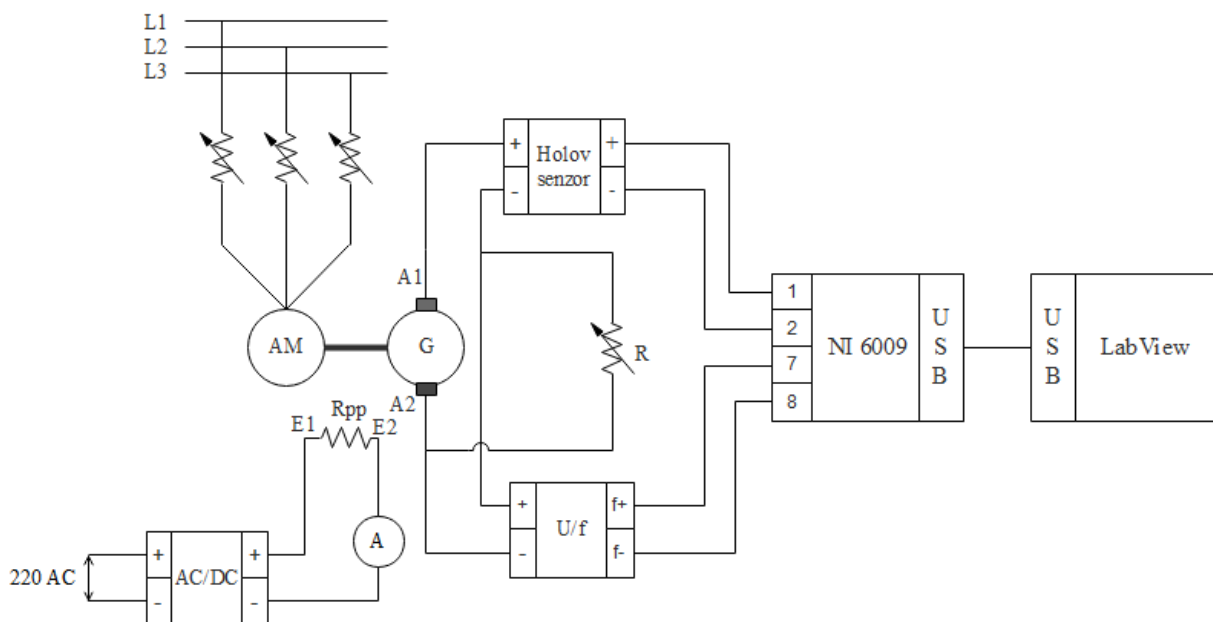 L1
L2
L3
+
Holov
senzor
+
-
-
A1
1
2
7
8
NI 6009
U
S
B
U
S
B
LabView
AM
G
R
A2
Rpp
E1
E2
+
-
U/f
f+
f-
A
220 AC
+
-
AC/DC
+
-